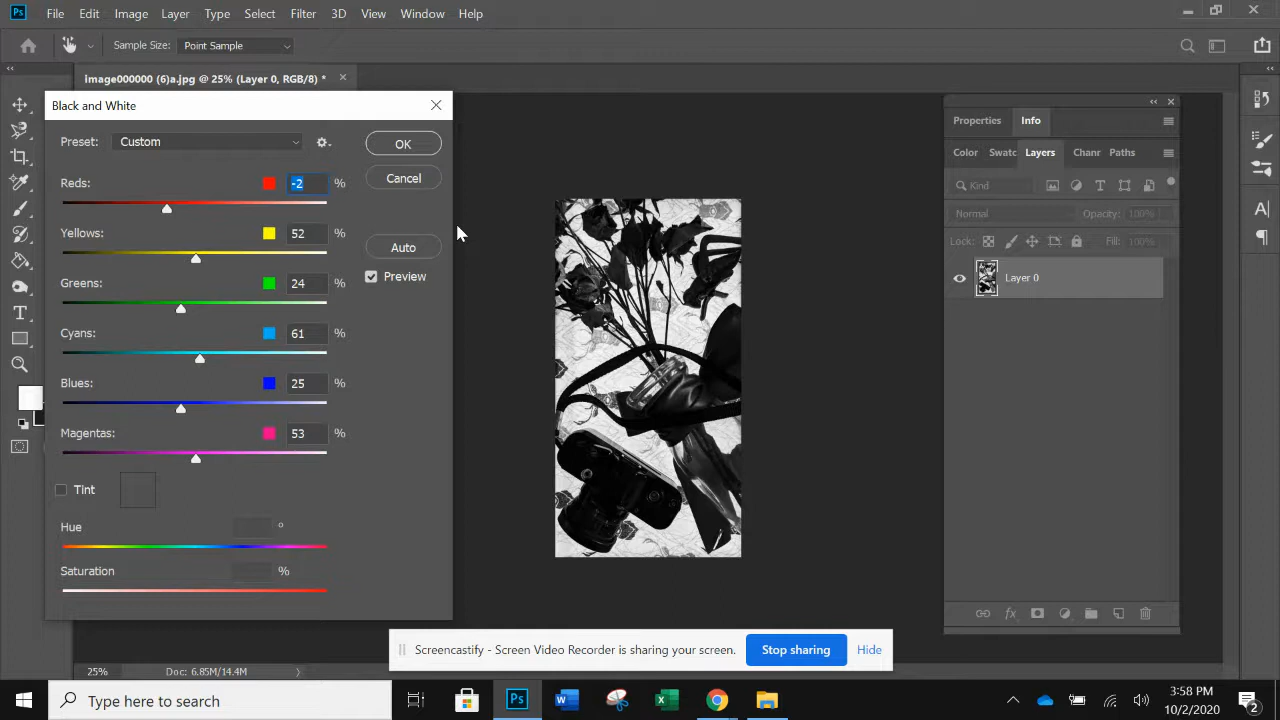 Ps File Edit Image Layer Type Select Filter 3D View Window Help
Sample Size: Point Sample
image000000 (6)a.jpg @ 25% (Layer 0, RGB/8) *
Black and White
Preset: Custom
OK
Cancel
Auto
Preview
Reds: -2 %
Yellows: 52 %
Greens: 24 %
Cyans: 61 %
Blues: 25 %
Magentas: 53 %
Tint
Hue °
Saturation %
Properties Info
Color Swatc Layers Chanr Paths
Kind
Normal Opacity: 100%
Lock: Fill: 100%
Layer 0
Screencastify - Screen Video Recorder is sharing your screen. Stop sharing Hide
25% Doc: 6.85M/14.4M
Type here to search
3:58 PM
10/2/2020
2